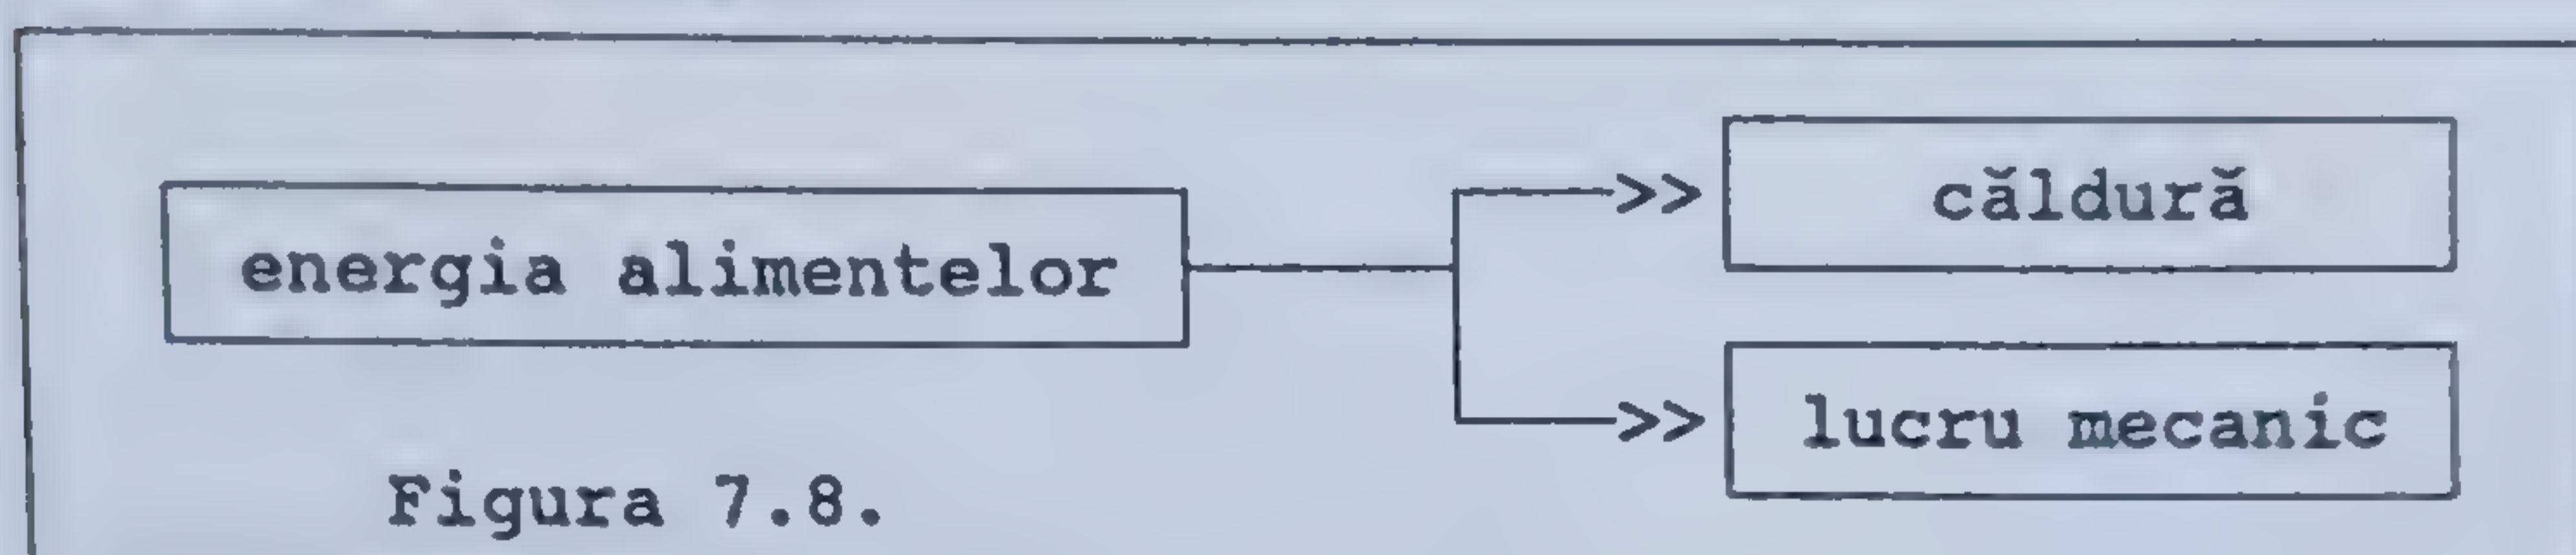 căldură
energia alimentelor
lucru mecanic
Figura 7.8.